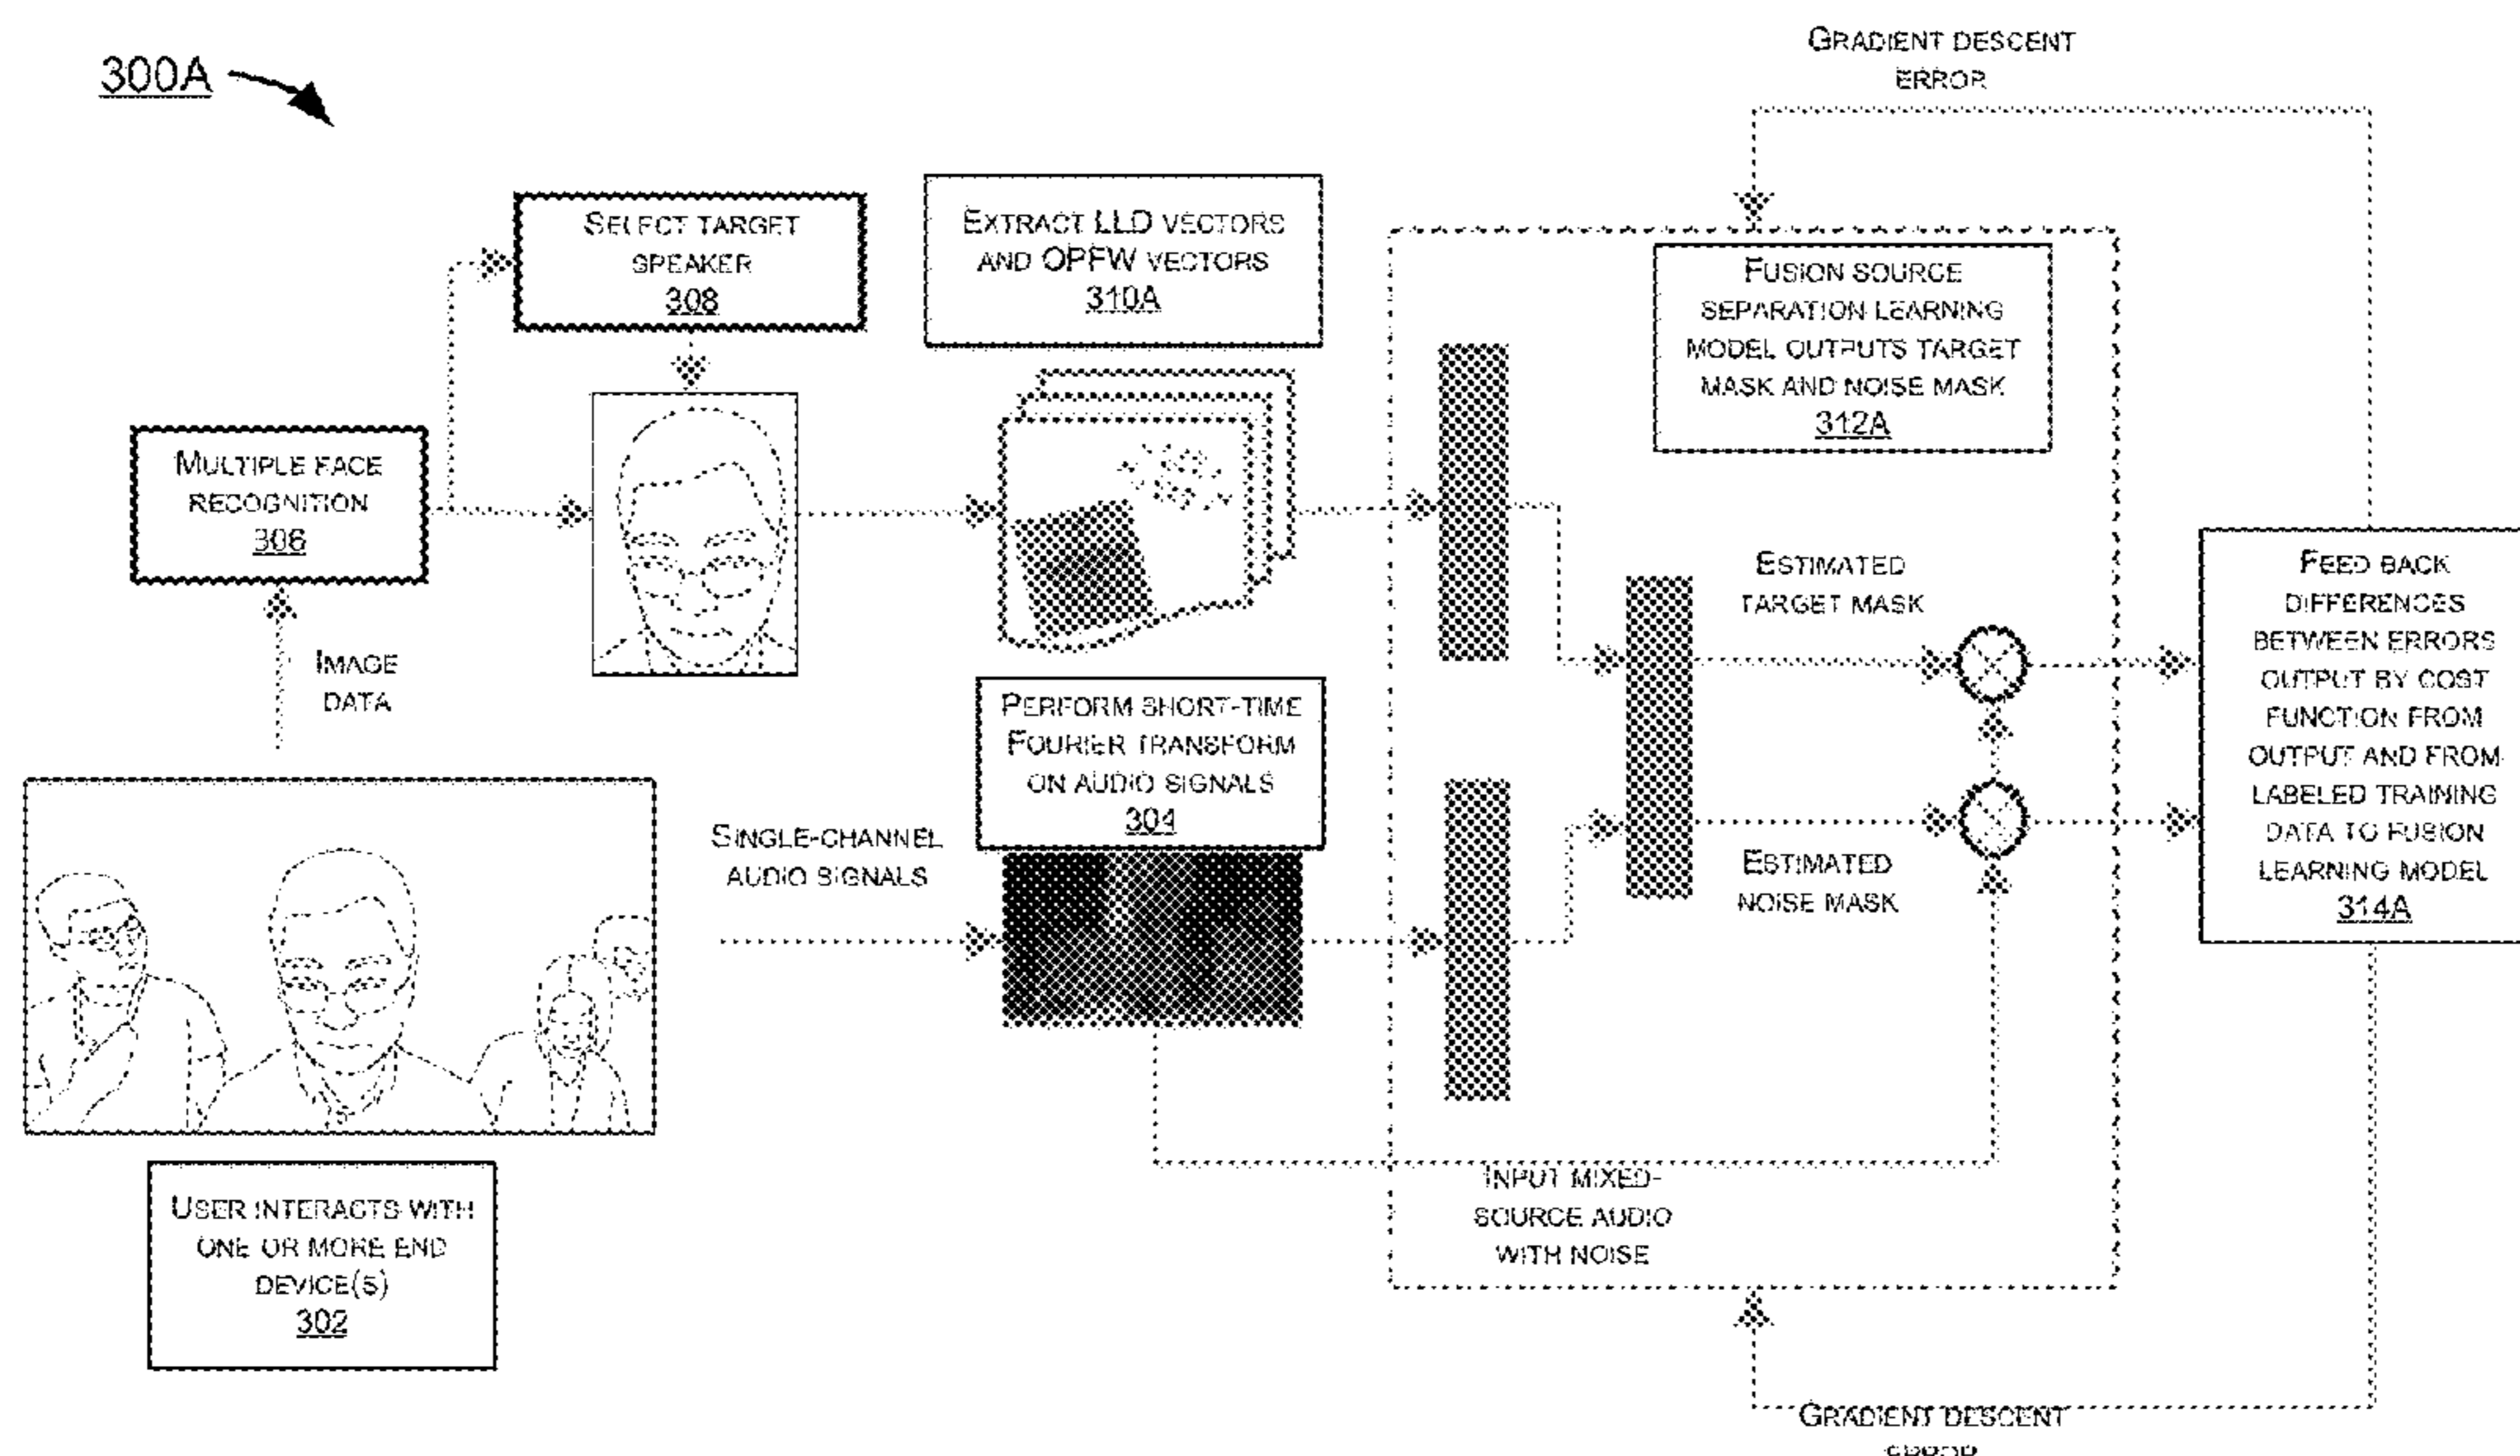 300A
GRADIENT DESCENT
ERROR
SELECT TARGET
SPEAKER
308
EXTRACT LLD VECTORS
AND OPFW VECTORS
310A
FUSION SOURCE
SEPARATION LEARNING
MODEL OUTPUTS TARGET
MASK AND NOISE MASK
312A
MULTIPLE FACE
RECOGNITION
306
IMAGE
DATA
ESTIMATED
TARGET MASK
FEED BACK
DIFFERENCES
BETWEEN ERRORS
OUTPUT BY COST
FUNCTION FROM
OUTPUT AND FROM
LABELED TRAINING
DATA TO FUSION
LEARNING MODEL
314A
PERFORM SHORT-TIME
FOURIER TRANSFORM
ON AUDIO SIGNALS
304
SINGLE-CHANNEL
AUDIO SIGNALS
ESTIMATED
NOISE MASK
INPUT MIXED-
SOURCE AUDIO
WITH NOISE
USER INTERACTS WITH
ONE OR MORE END
DEVICE(S)
302
GRADIENT DESCENT
ERROR